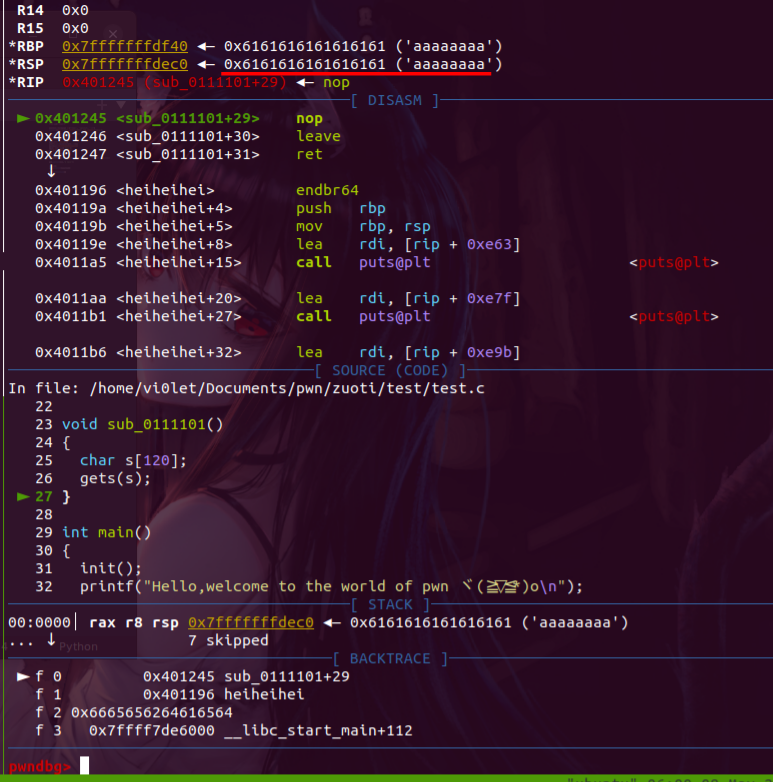 R14 0x0
R15 0x0
*RBP 0x7fffffffdf40 ◂— 0x6161616161616161 ('aaaaaaaa')
*RSP 0x7fffffffdec0 ◂— 0x6161616161616161 ('aaaaaaaa')
*RIP 0x401245 (sub_0111101+29) ◂— nop
[ DISASM ]
► 0x401245 <sub_0111101+29> nop
0x401246 <sub_0111101+30> leave
0x401247 <sub_0111101+31> ret
↓
0x401196 <heiheihei> endbr64
0x40119a <heiheihei+4> push rbp
0x40119b <heiheihei+5> mov rbp, rsp
0x40119e <heiheihei+8> lea rdi, [rip + 0xe63]
0x4011a5 <heiheihei+15> call puts@plt <puts@plt>
0x4011aa <heiheihei+20> lea rdi, [rip + 0xe7f]
0x4011b1 <heiheihei+27> call puts@plt <puts@plt>
0x4011b6 <heiheihei+32> lea rdi, [rip + 0xe9b]
[ SOURCE (CODE) ]
In file: /home/vi0let/Documents/pwn/zuoti/test/test.c
22
23 void sub_0111101()
24 {
25 char s[120];
26 gets(s);
► 27 }
28
29 int main()
30 {
31 init();
32 printf("Hello,welcome to the world of pwn ヾ(≧▽≦*)o\n");
[ STACK ]
00:0000│ rax r8 rsp 0x7fffffffdec0 ◂— 0x6161616161616161 ('aaaaaaaa')
... ↓ 7 skipped
Python
[ BACKTRACE ]
► f 0 0x401245 sub_0111101+29
f 1 0x401196 heiheihei
f 2 0x6665656264616564
f 3 0x7ffff7de6000 __libc_start_main+112
pwndbg>